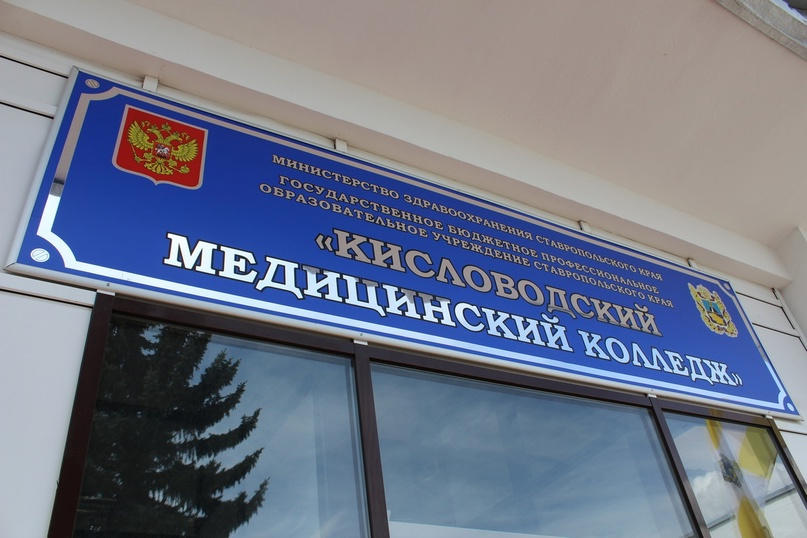 МИНИСТЕРСТВО ЗДРАВООХРАНЕНИЯ СТАВРОПОЛЬСКОГО КРАЯ
ГОСУДАРСТВЕННОЕ БЮДЖЕТНОЕ ПРОФЕССИОНАЛЬНОЕ
ОБРАЗОВАТЕЛЬНОЕ УЧРЕЖДЕНИЕ СТАВРОПОЛЬСКОГО КРАЯ
«КИСЛОВОДСКИЙ
МЕДИЦИНСКИЙ КОЛЛЕДЖ»